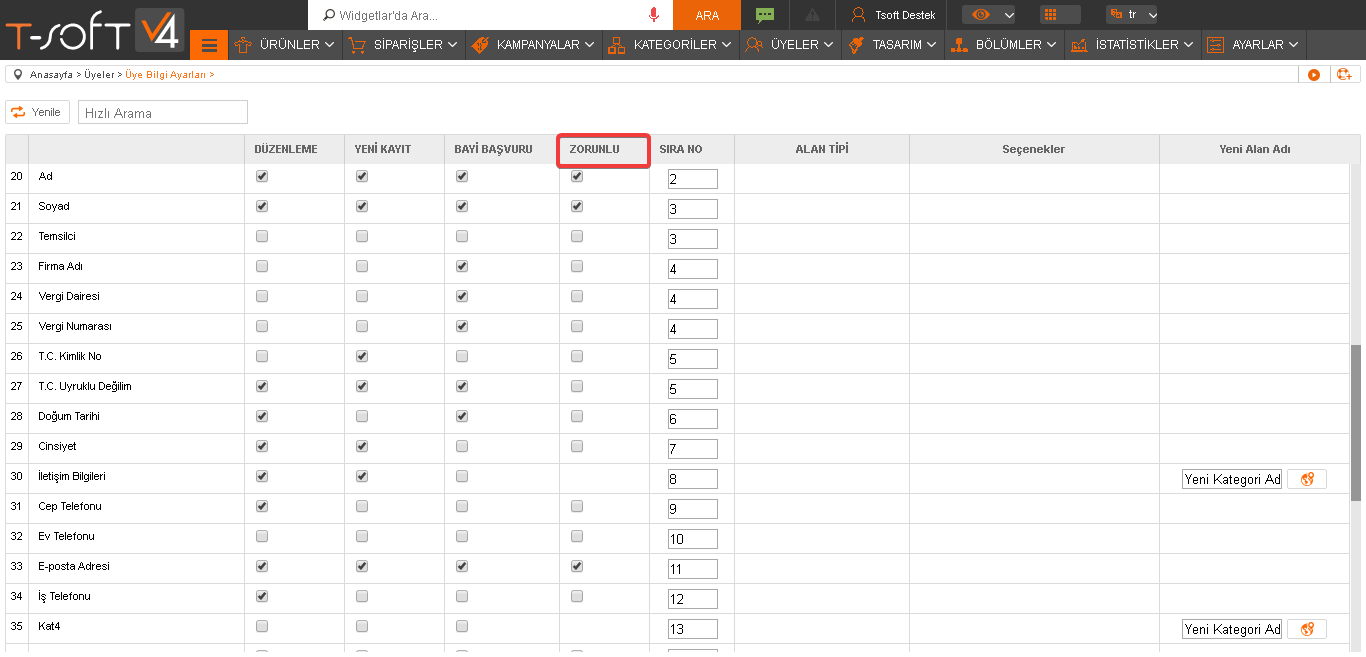 T-SOFT V4
Widgetlar'da Ara...
ARA
Tsoft Destek
tr
ÜRÜNLER
SİPARİŞLER
KAMPANYALAR
KATEGORİLER
ÜYELER
TASARIM
BÖLÜMLER
İSTATİSTİKLER
AYARLAR
Anasayfa > Üyeler > Üye Bilgi Ayarları >
Yenile
Hızlı Arama
DÜZENLEME YENİ KAYIT BAYİ BAŞVURU ZORUNLU SIRA NO ALAN TİPİ Seçenekler Yeni Alan Adı
20 Ad 2
21 Soyad 3
22 Temsilci 3
23 Firma Adı 4
24 Vergi Dairesi 4
25 Vergi Numarası 4
26 T.C. Kimlik No 5
27 T.C. Uyruklu Değilim 5
28 Doğum Tarihi 6
29 Cinsiyet 7
30 İletişim Bilgileri 8 Yeni Kategori Ad
31 Cep Telefonu 9
32 Ev Telefonu 10
33 E-posta Adresi 11
34 İş Telefonu 12
35 Kat4 13 Yeni Kategori Ad